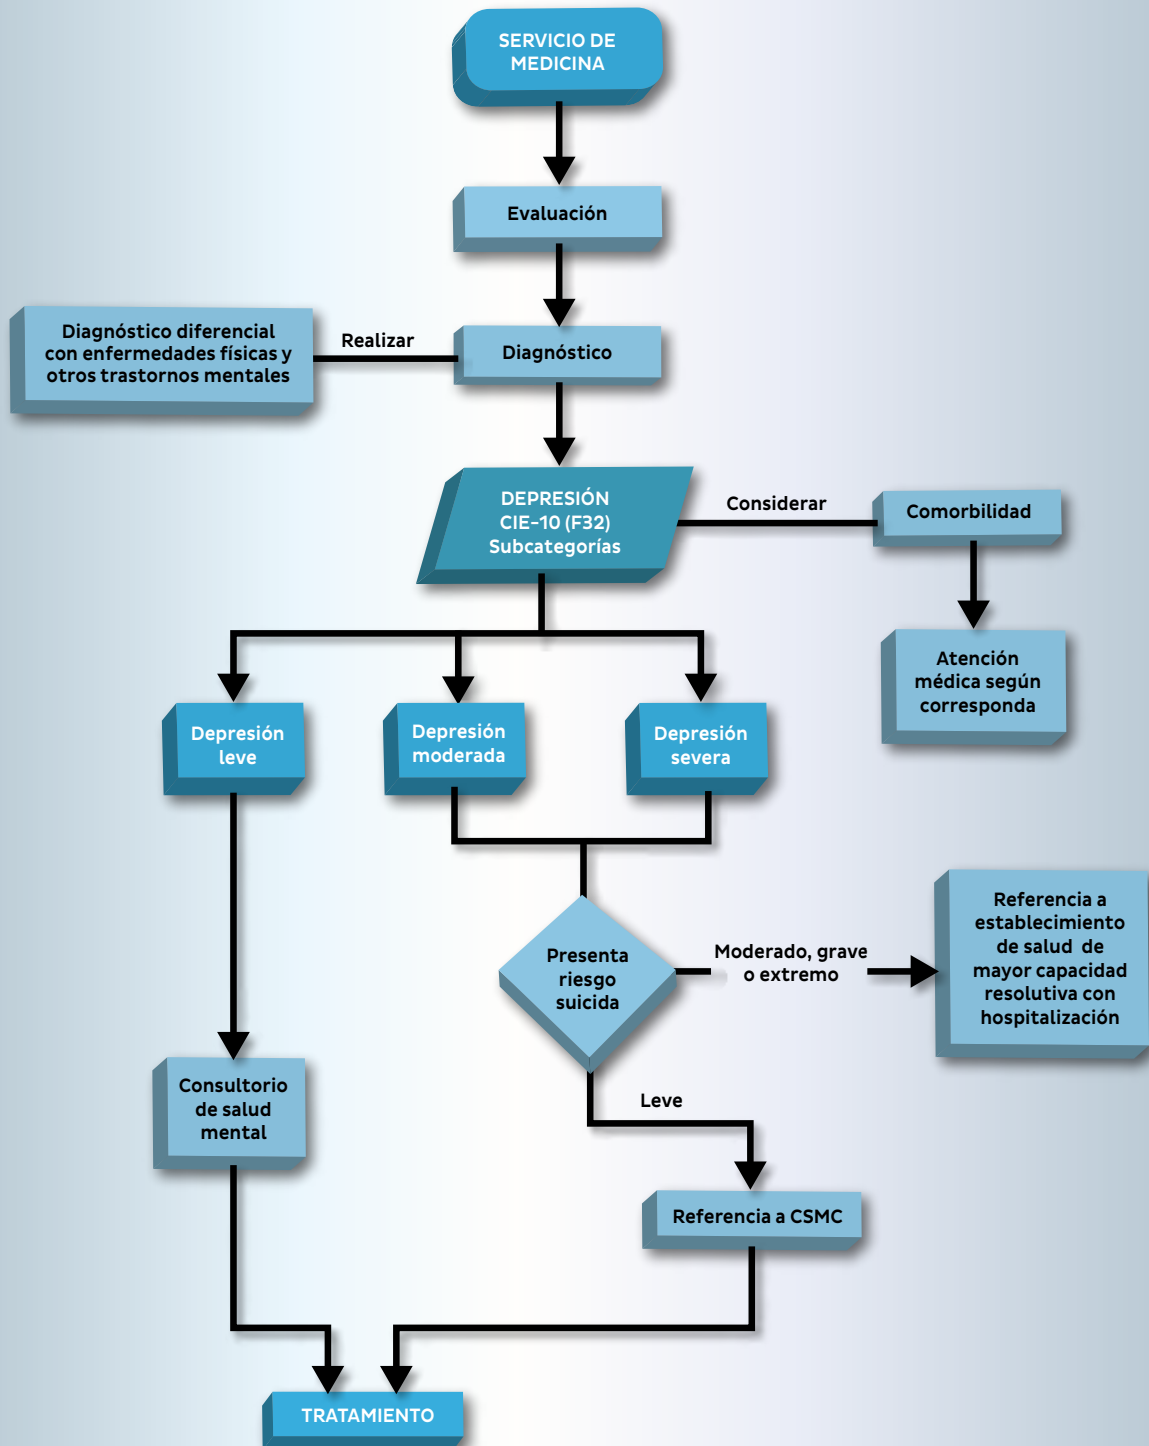 SERVICIO DE
MEDICINA
Evaluación
Diagnóstico diferencial
con enfermedades físicas y
otros trastornos mentales
Realizar
Diagnóstico
DEPRESIÓN
CIE-10 (F32)
Subcategorías
Considerar
Comorbilidad
Atención
médica según
corresponda
Depresión
leve
Depresión
moderada
Depresión
severa
Presenta
riesgo
suicida
Moderado, grave
o extremo
Referencia a
establecimiento
de salud de
mayor capacidad
resolutiva con
hospitalización
Consultorio
de salud
mental
Leve
Referencia a CSMC
TRATAMIENTO